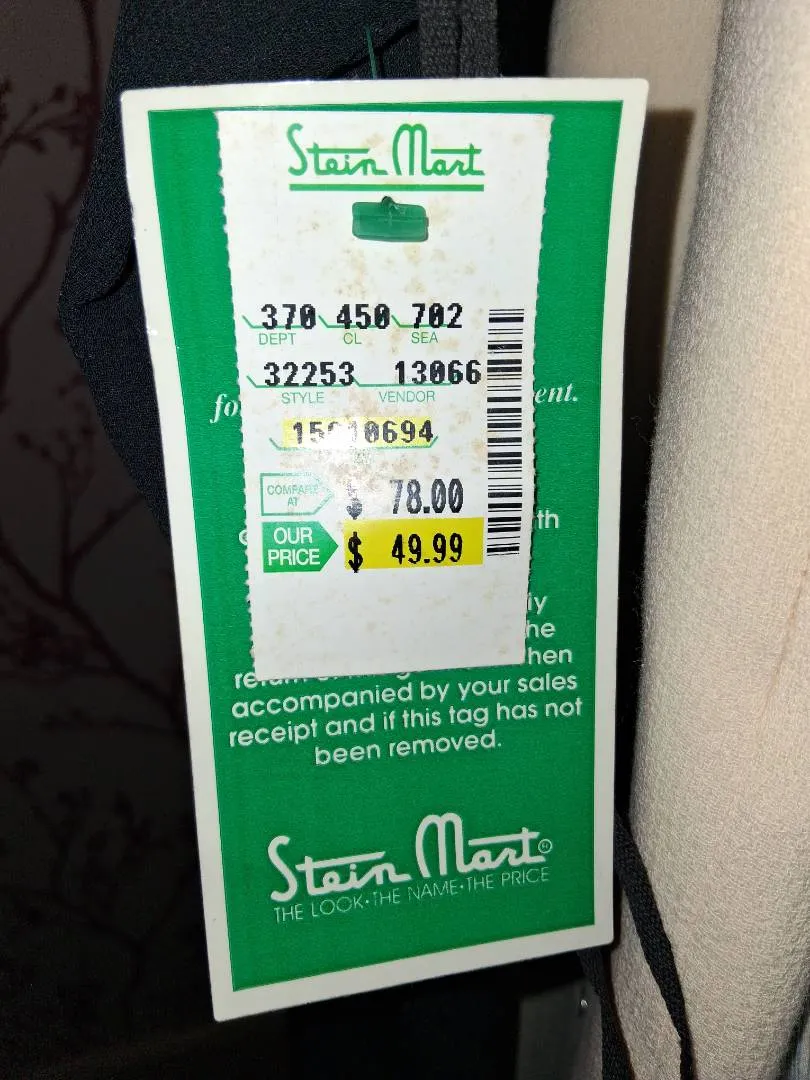 Stein Mart
370 450 702
DEPT CL SEA
32253 13066
STYLE VENDOR
ent.
0694
COMPARE AT $ 78.00
OUR PRICE $ 49.99
accompanied by your sales
receipt and if this tag has not
been removed.
Stein Mart
THE LOOK·THE NAME·THE PRICE